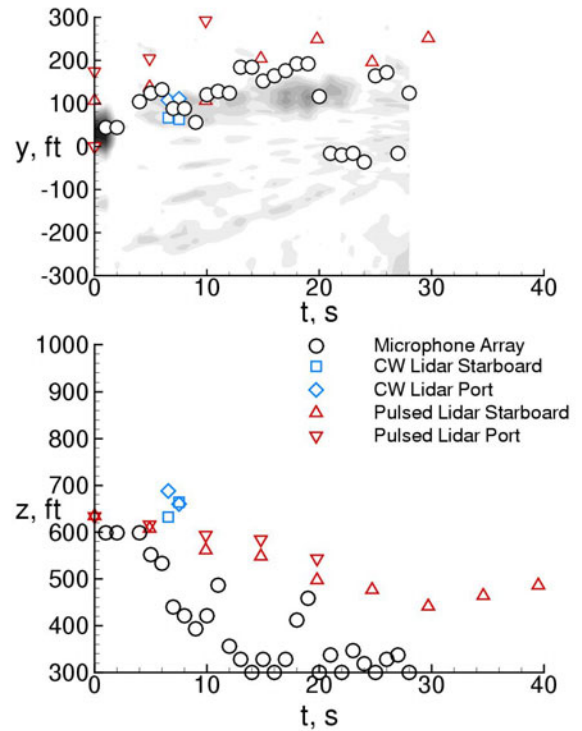 300
200
100
y, ft
0
-100
-200
-300
0 10 20 30 40
t, s
1000
Microphone Array
CW Lidar Starboard
900
CW Lidar Port
Pulsed Lidar Starboard
800
Pulsed Lidar Port
700
z, ft
600
500
400
300
0 10 20 30 40
t, s